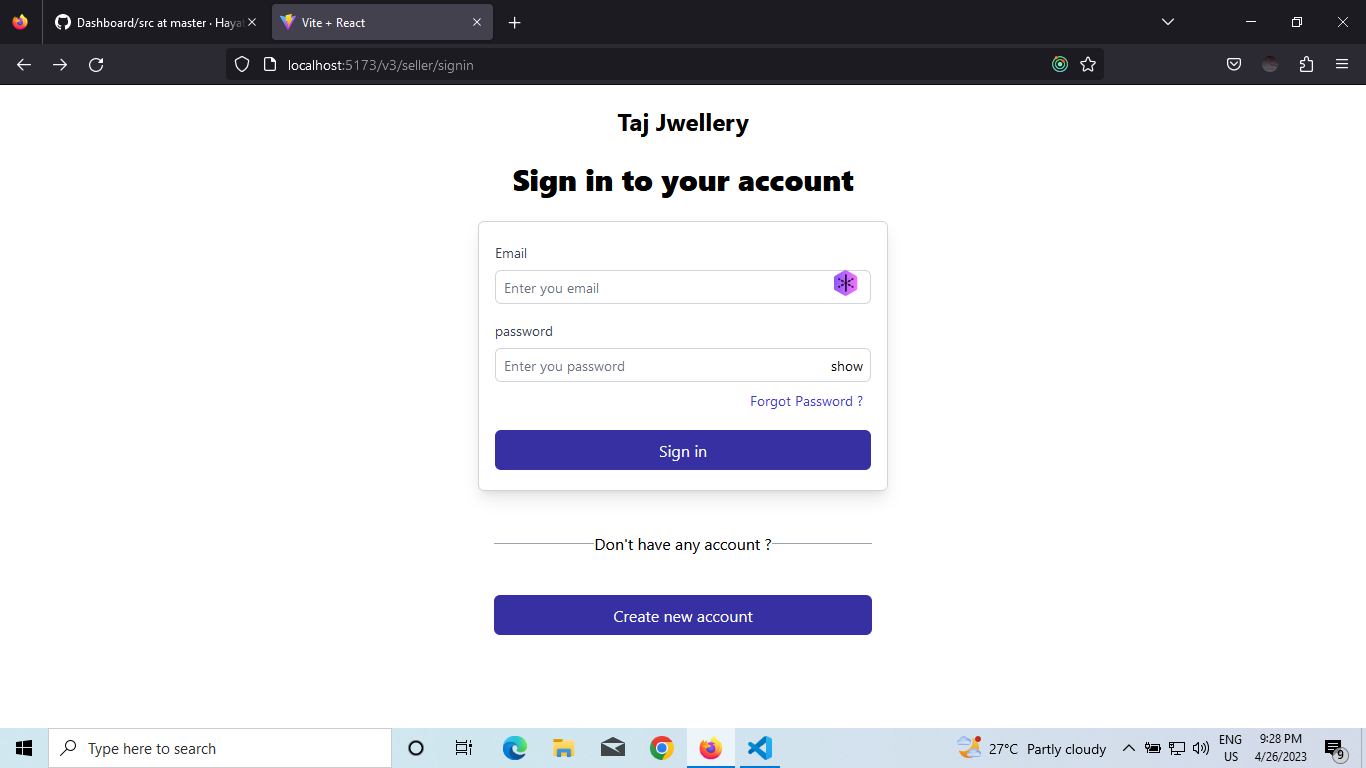 Dashboard/src at master · Haya
Vite + React
localhost:5173/v3/seller/signin
Taj Jwellery
Sign in to your account
Email
Enter you email
password
Enter you password
show
Forgot Password ?
Sign in
Don't have any account ?
Create new account
Type here to search
27°C Partly cloudy
ENG
US
9:28 PM
4/26/2023
9